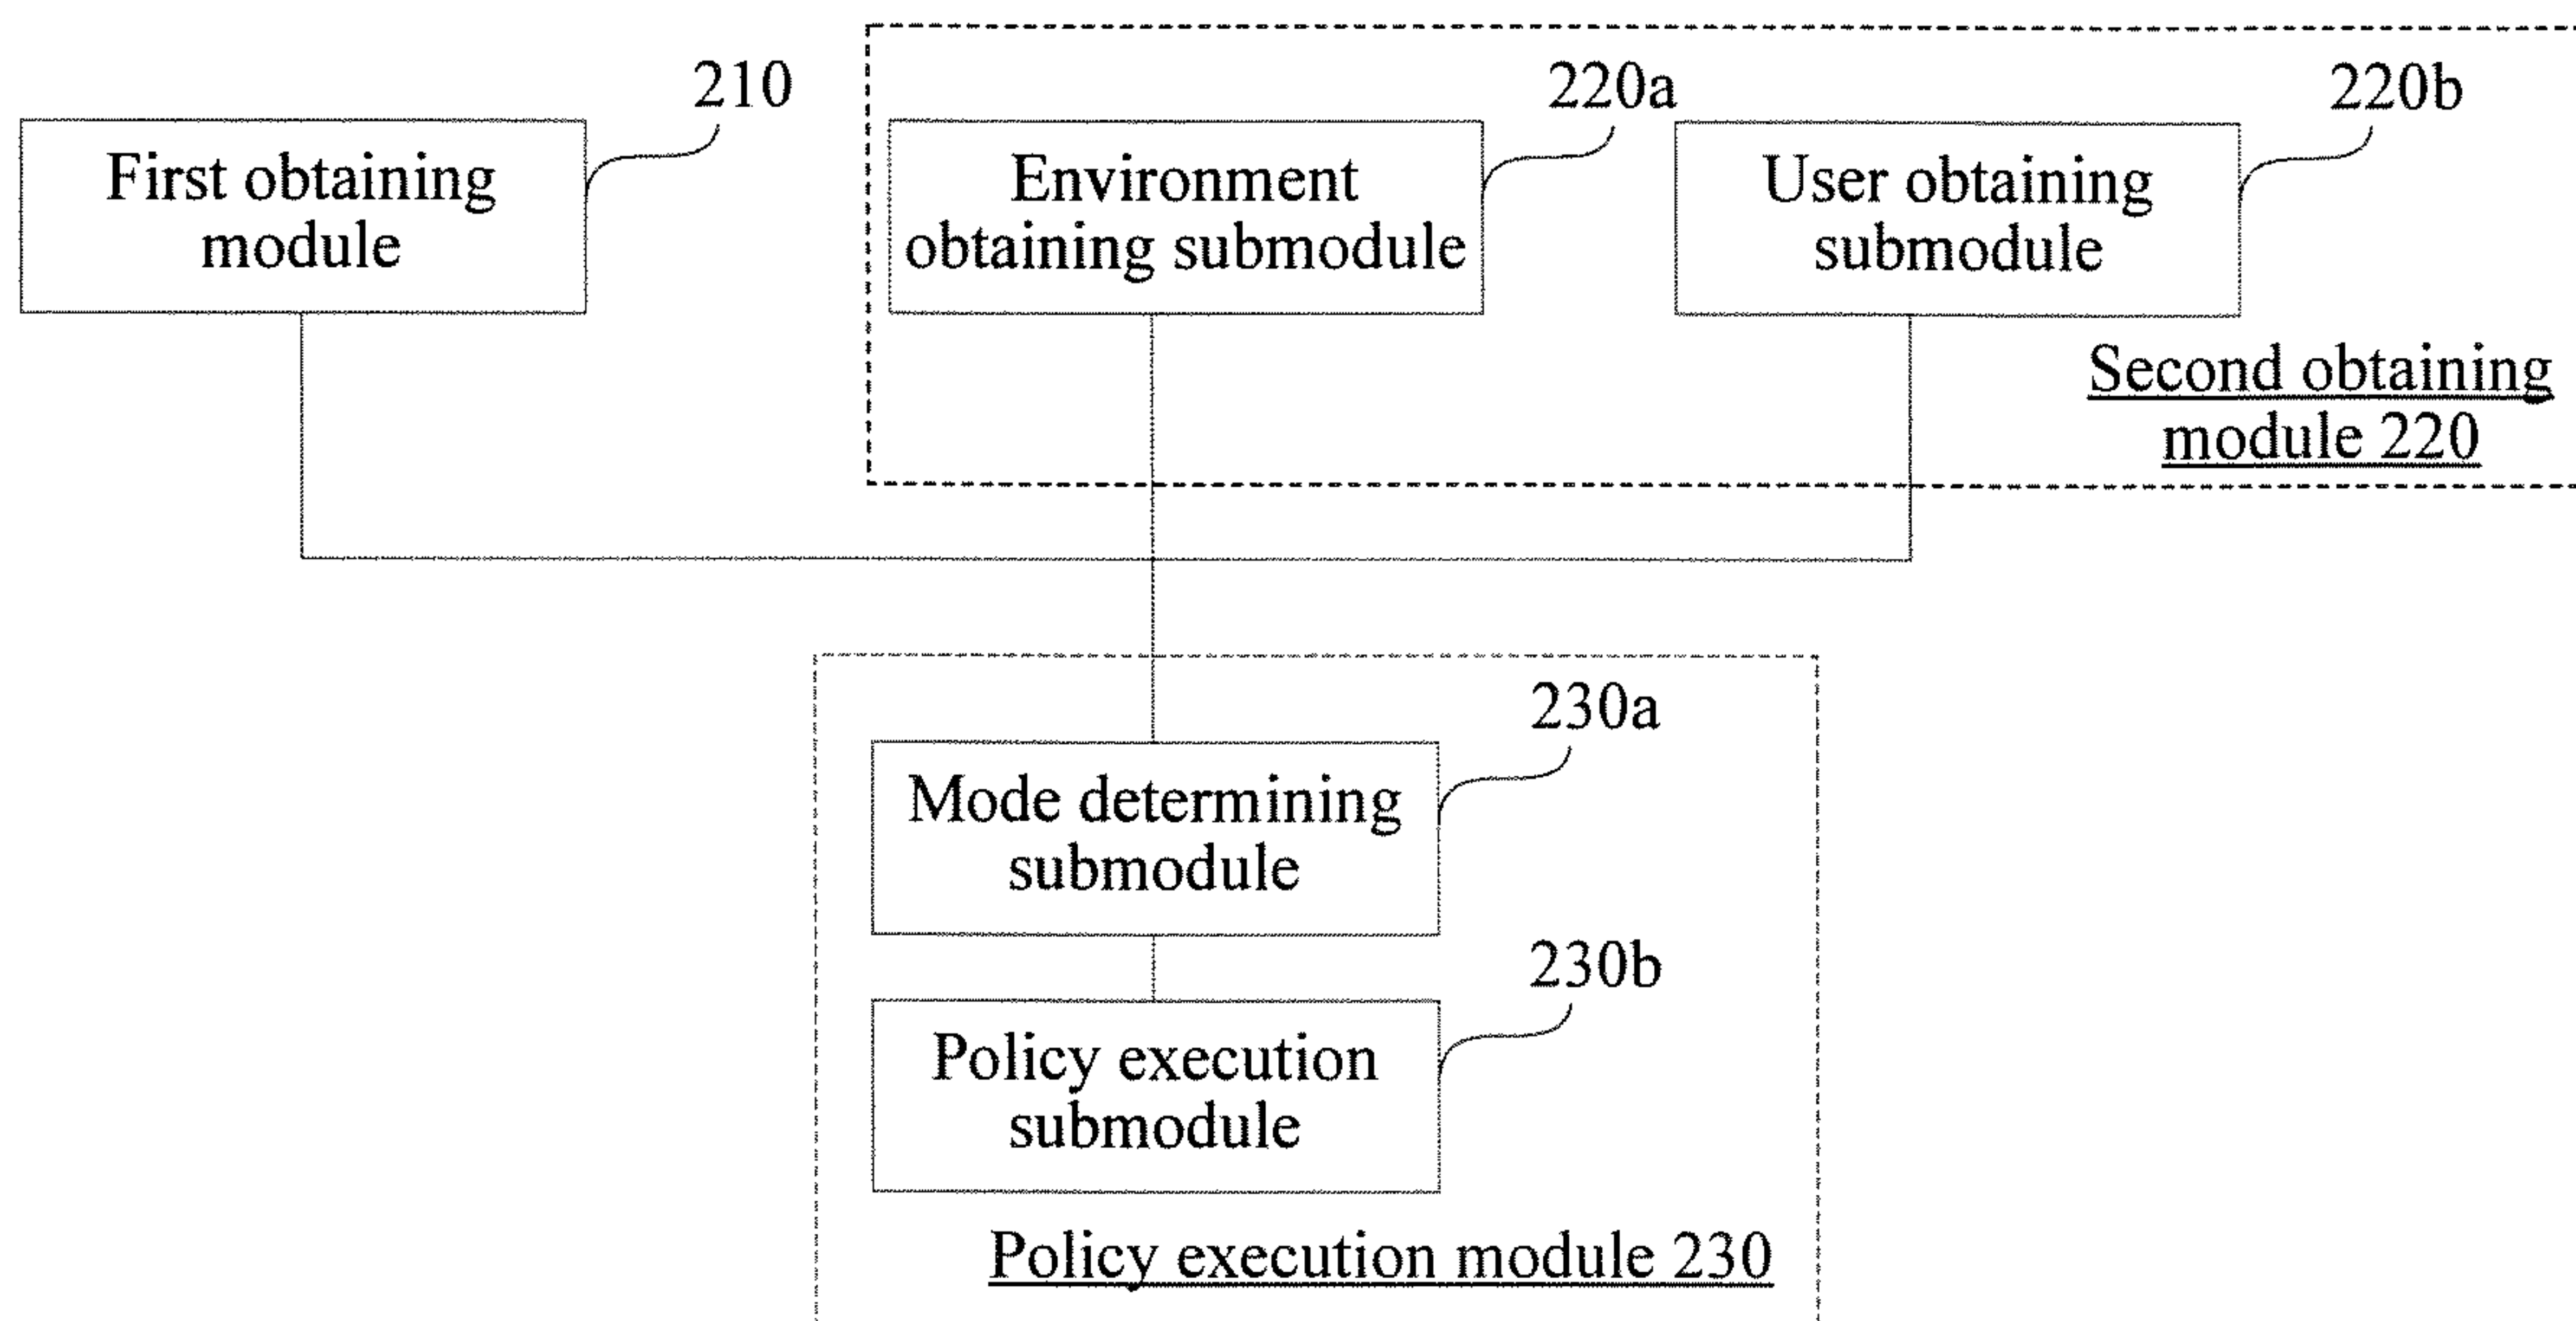 210
First obtaining
module
220a
Environment
obtaining submodule
220b
User obtaining
submodule
Second obtaining
module 220
230a
Mode determining
submodule
230b
Policy execution
submodule
Policy execution module 230